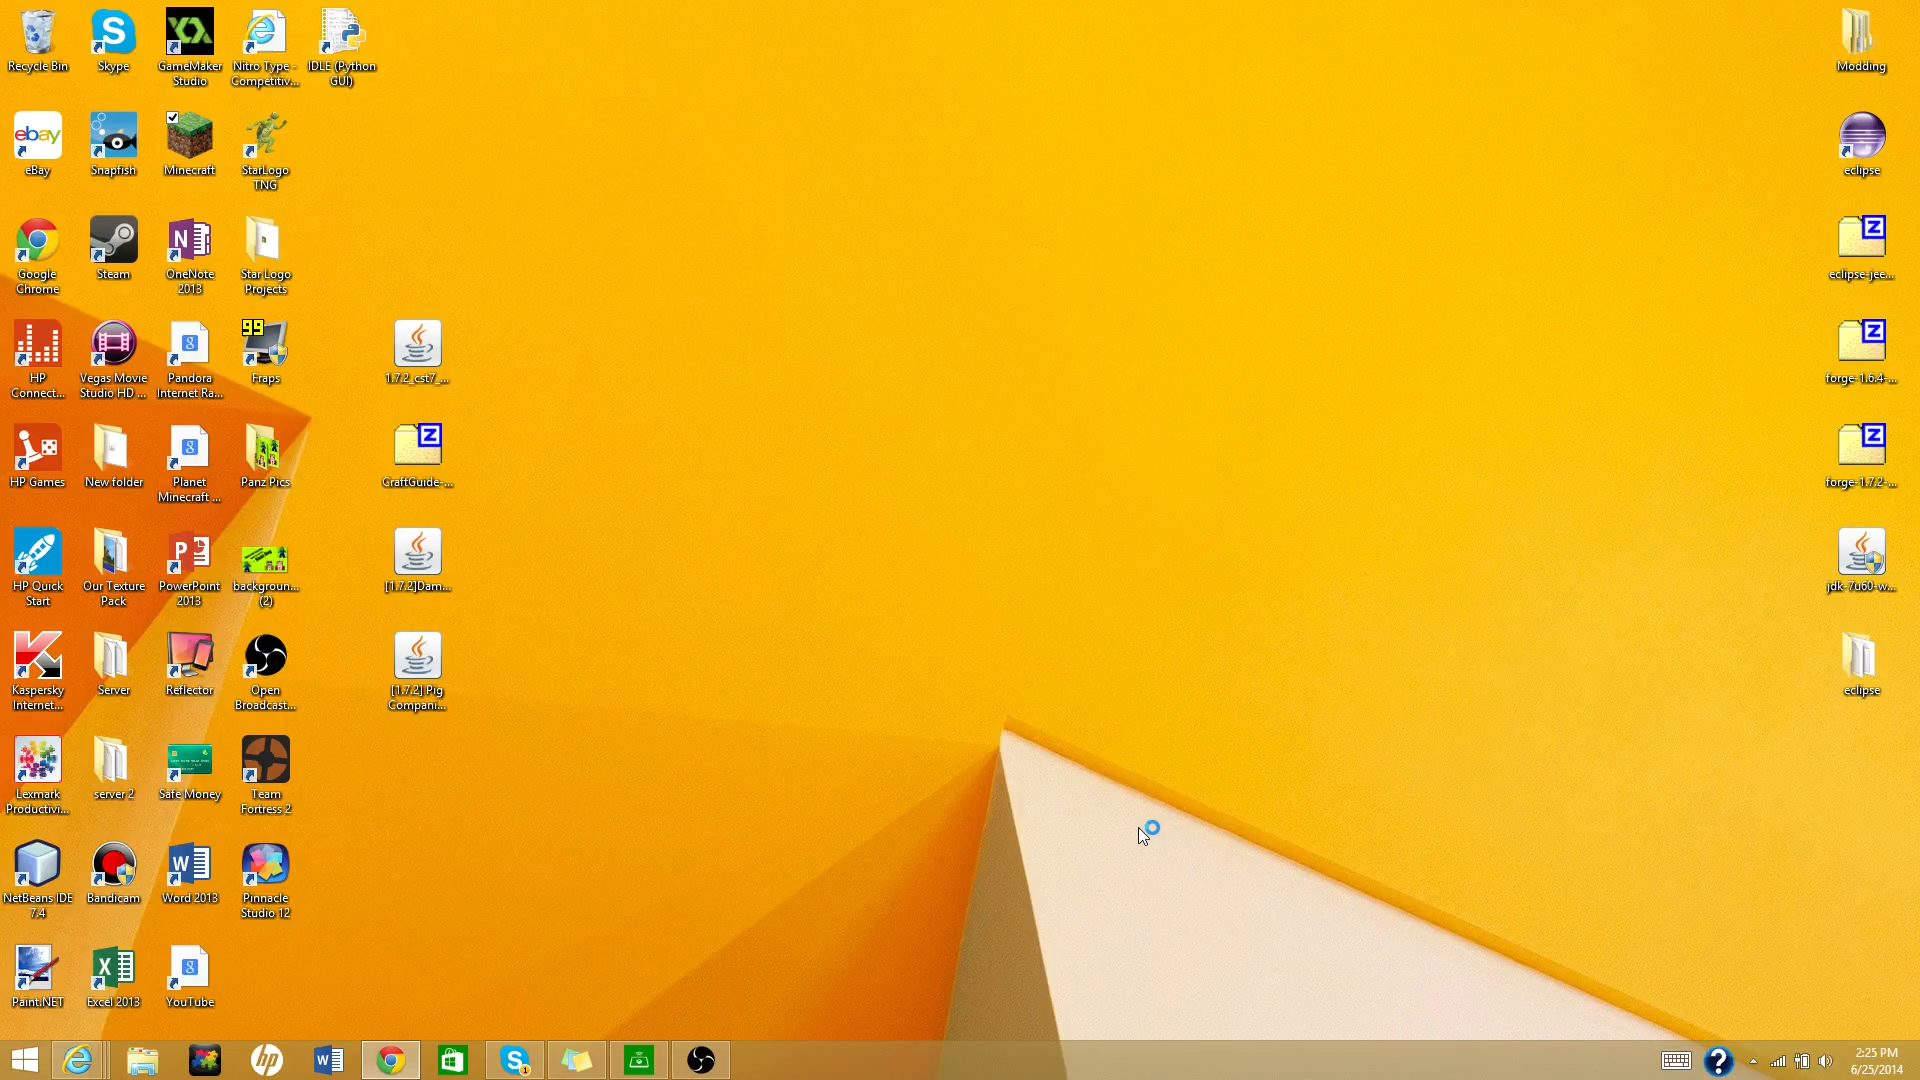 Recycle Bin
Skype
GameMaker
Studio
Nitro Type -
Competitiv...
IDLE (Python
GUI)
Modding
ebay
eBay
Snapfish
Minecraft
StarLogo
TNG
eclipse
Google
Chrome
Steam
N
OneNote
2013
Star Logo
Projects
Z
eclipse-jee...
HP
Connect...
Vegas Movie
Studio HD ...
g
Pandora
Internet Ra...
99
Fraps
1.7.2_cst7_...
Z
forge-1.6.4-...
HP Games
New folder
g
Planet
Minecraft ...
Panz Pics
Z
CraftGuide-...
Z
forge-1.7.2-...
HP Quick
Start
Our Texture
Pack
P
PowerPoint
2013
backgroun...
(2)
[1.7.2]Dam...
jdk-7u60-w...
Kaspersky
Internet...
Server
Reflector
Open
Broadcast...
[1.7.2] Pig
Compani...
eclipse
Lexmark
Productivi...
server 2
Safe Money
Team
Fortress 2
NetBeans IDE
7.4
Bandicam
W
Word 2013
Pinnacle
Studio 12
Paint.NET
X
Excel 2013
g
YouTube
hp
W
S
1
?
2:25 PM
6/25/2014